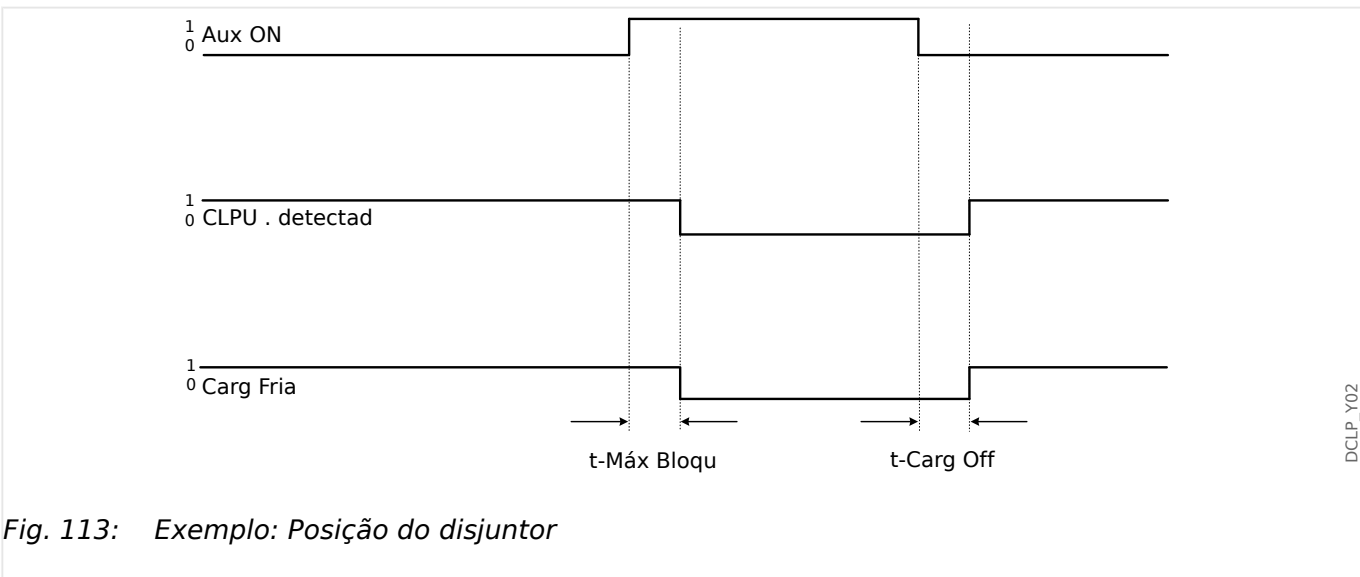 1
0 Aux ON
1
0 CLPU . detectad
1
0 Carg Fria
t-Máx Bloqu
t-Carg Off
DCLP_Y02
Fig. 113: Exemplo: Posição do disjuntor